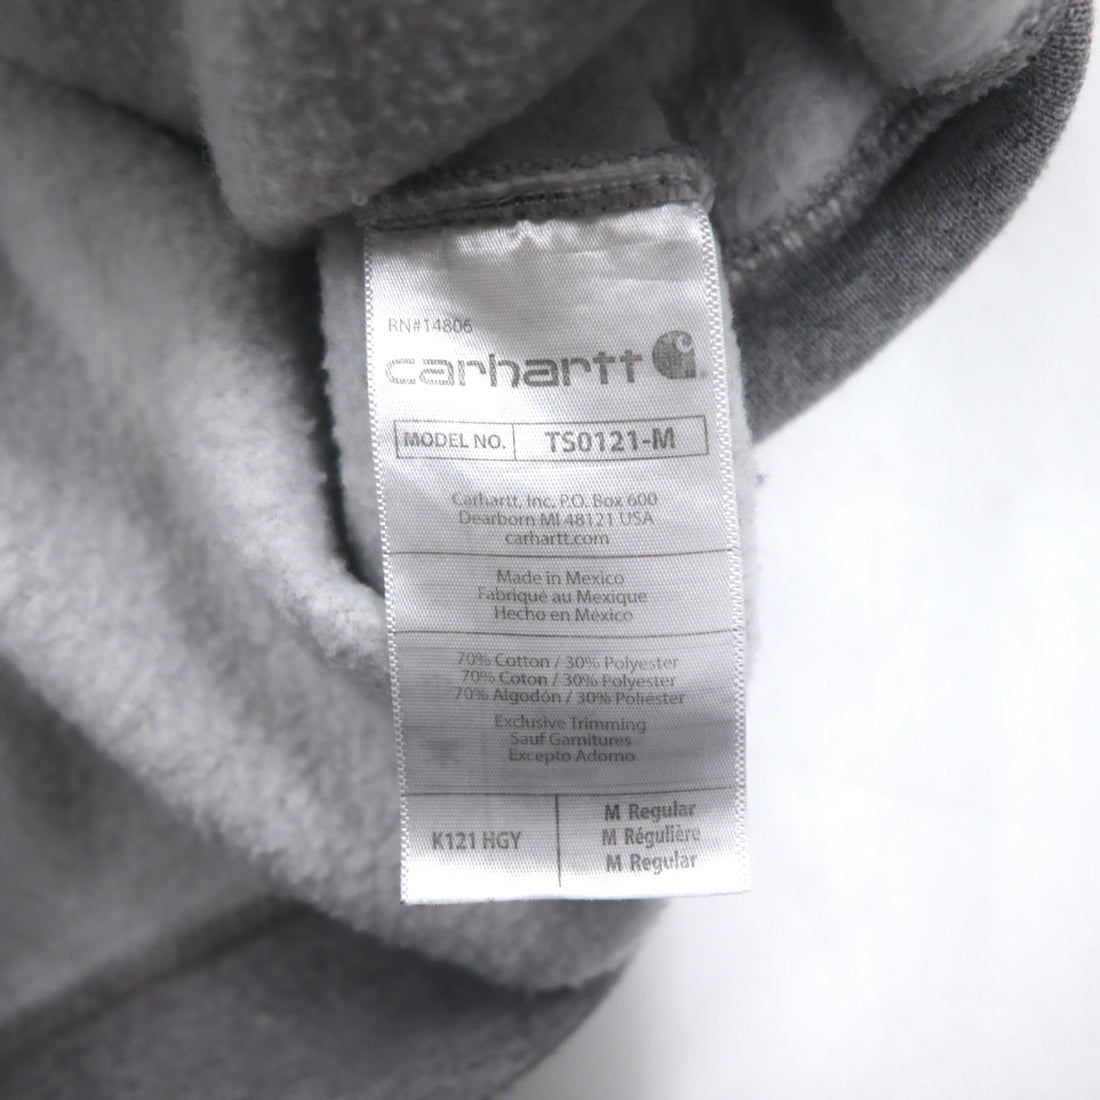 RN#14806
carhartt
MODEL NO. TS0121-M
Carhartt, Inc. P.O. Box 600
Dearborn MI 48121 USA
carhartt.com
Made in Mexico
Fabriqué au Mexique
Hecho en México
70% Cotton / 30% Polyester
70% Coton / 30% Polyester
70% Algodón / 30% Poliéster
Exclusive Trimming
Sauf Garnitures
Excepto Adorno
K121 HGY
M Regular
M Régulière
M Regular